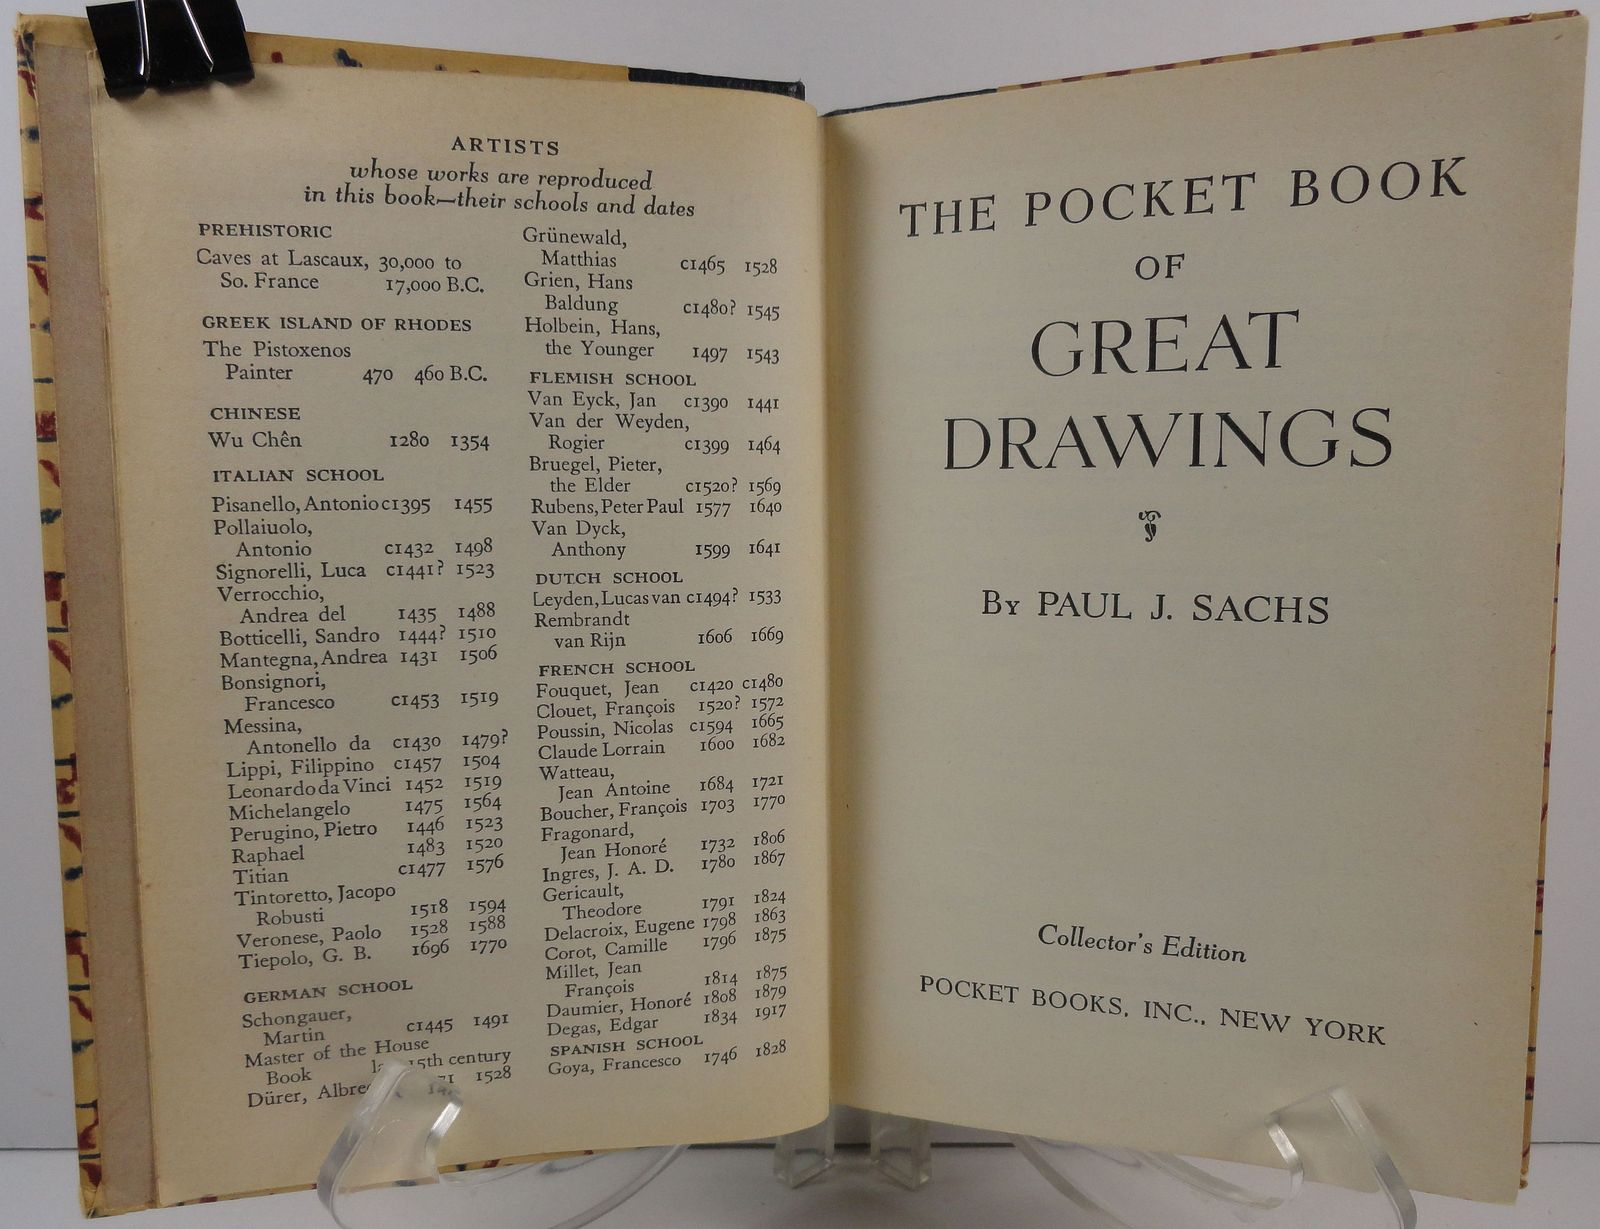 ARTISTS
whose works are reproduced
in this book—their schools and dates
PREHISTORIC
Caves at Lascaux, 30,000 to
So. France 17,000 B.C.
GREEK ISLAND OF RHODES
The Pistoxenos
Painter 470 460 B.C.
CHINESE
Wu Chên 1280 1354
ITALIAN SCHOOL
Pisanello, Antonio c1395 1455
Pollaiuolo,
Antonio c1432 1498
Signorelli, Luca c1441? 1523
Verrocchio,
Andrea del 1435 1488
Botticelli, Sandro 1444? 1510
Mantegna, Andrea 1431 1506
Bonsignori,
Francesco c1453 1519
Messina,
Antonello da c1430 1479?
Lippi, Filippino c1457 1504
Leonardo da Vinci 1452 1519
Michelangelo 1475 1564
Perugino, Pietro 1446 1523
Raphael 1483 1520
Titian c1477 1576
Tintoretto, Jacopo
Robusti 1518 1594
Veronese, Paolo 1528 1588
Tiepolo, G. B. 1696 1770
GERMAN SCHOOL
Schongauer,
Martin c1445 1491
Master of the House
Book 15th century
Dürer, 1528
Grünewald,
Matthias c1465 1528
Grien, Hans
Baldung c1480? 1545
Holbein, Hans,
the Younger 1497 1543
FLEMISH SCHOOL
Van Eyck, Jan c1390 1441
Van der Weyden,
Rogier c1399 1464
Bruegel, Pieter,
the Elder c1520? 1569
Rubens, Peter Paul 1577 1640
Van Dyck,
Anthony 1599 1641
DUTCH SCHOOL
Leyden, Lucas van c1494? 1533
Rembrandt
van Rijn 1606 1669
FRENCH SCHOOL
Fouquet, Jean c1420 c1480
Clouet, François 1520? 1572
Poussin, Nicolas c1594 1665
Claude Lorrain 1600 1682
Watteau,
Jean Antoine 1684 1721
Boucher, François 1703 1770
Fragonard,
Jean Honoré 1732 1806
Ingres, J. A. D. 1780 1867
Gericault,
Theodore 1791 1824
Delacroix, Eugene 1798 1863
Corot, Camille 1796 1875
Millet, Jean
François 1814 1875
Daumier, Honoré 1808 1879
Degas, Edgar 1834 1917
SPANISH SCHOOL
Goya, Francesco 1746 1828
THE POCKET BOOK
OF
GREAT
DRAWINGS
By PAUL J. SACHS
Collector's Edition
POCKET BOOKS, INC., NEW YORK